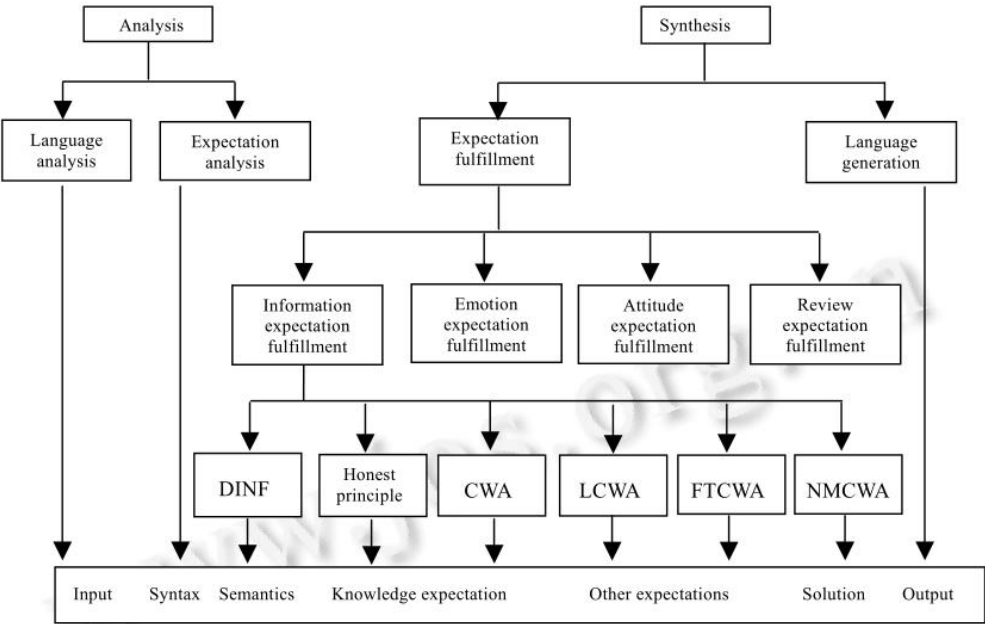 Analysis
Synthesis
Language
analysis
Expectation
analysis
Expectation
fulfillment
Language
generation
Information
expectation
fulfillment
Emotion
expectation
fulfillment
Attitude
expectation
fulfillment
Review
expectation
fulfillment
DINF
Honest
principle
CWA
LCWA
FTCWA
NMCWA
Input Syntax Semantics Knowledge expectation Other expectations Solution Output